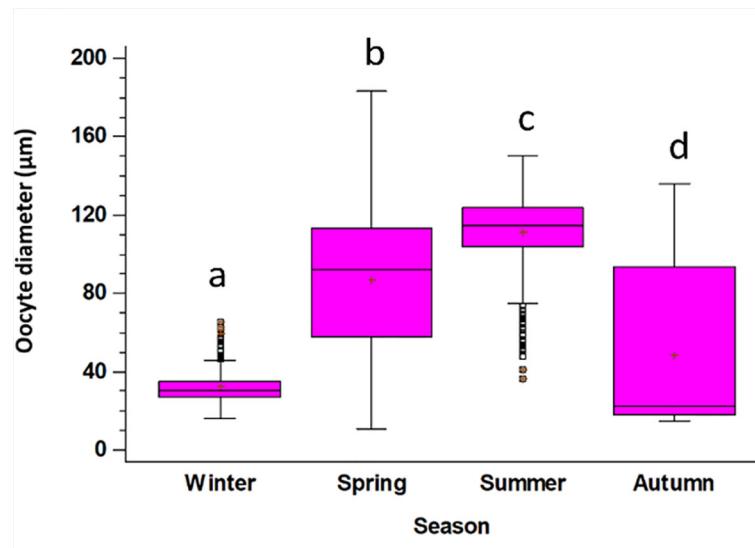 200
160
120
80
40
0
Oocyte diameter (μm)
a
b
c
d
Winter Spring Summer Autumn
Season